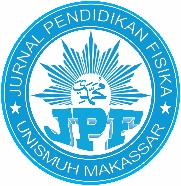 JURNAL PENDIDIKAN FISIKA
JPF
UNISMUH MAKASSAR